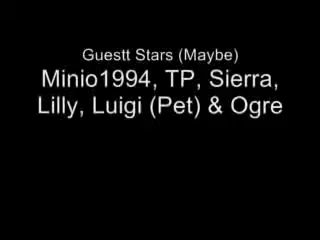 Guestt Stars (Maybe)
Minio1994, TP, Sierra,
Lilly, Luigi (Pet) & Ogre